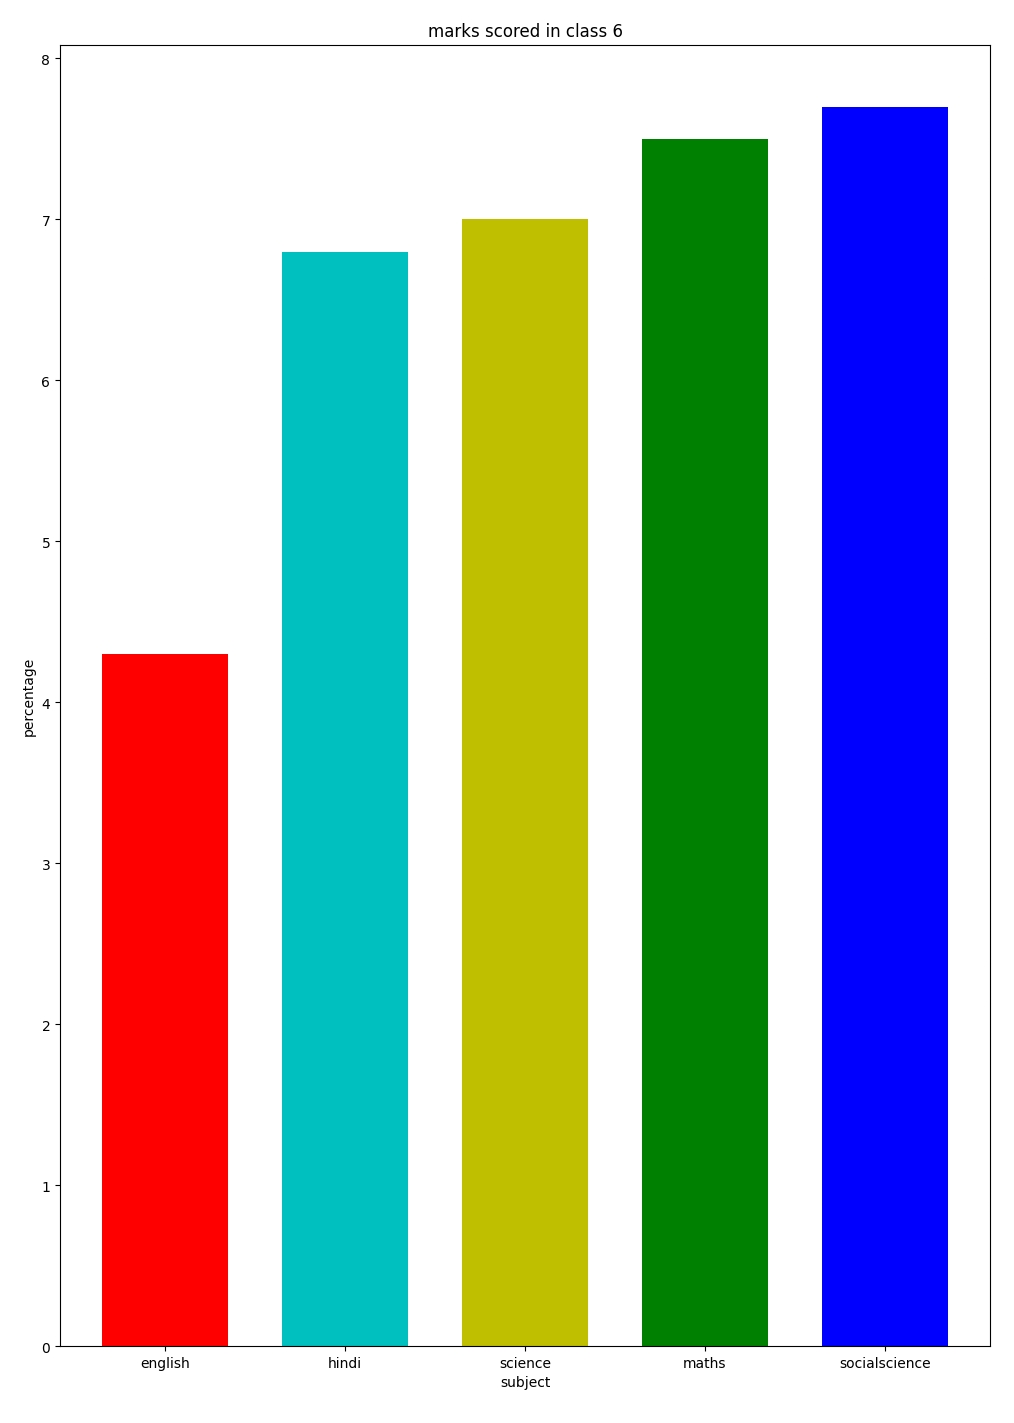 marks scored in class 6
8
7
6
5
4
3
2
1
0
percentage
english hindi science maths socialscience
subject